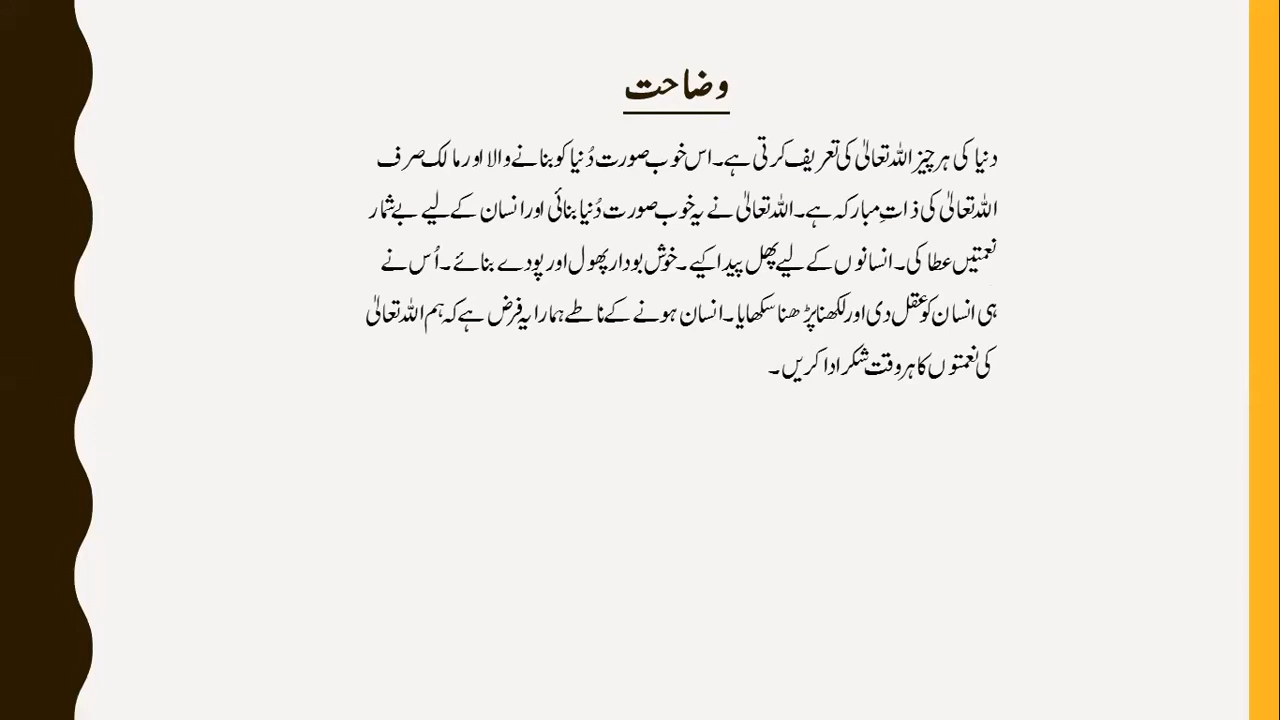 وضاحت
دنیا کی ہر چیز اللہ تعالیٰ کی تعریف کرتی ہے۔ اس خوب صورت دُنیا کو بنانے والا اور مالک صرف
اللہ تعالیٰ کی ذاتِ مبارکہ ہے۔ اللہ تعالیٰ نے یہ خوب صورت دُنیا بنائی اور انسان کے لیے بے شمار
نعمتیں عطا کی۔ انسانوں کے لیے پھل پیدا کیے۔ خوش بودار پھول اور پودے بنائے۔ اُس نے
ہی انسان کو عقل دی اور لکھنا پڑھنا سکھایا۔ انسان ہونے کے ناطے ہمارا یہ فرض ہے کہ ہم اللہ تعالیٰ
کی نعمتوں کا ہر وقت شکر ادا کریں۔